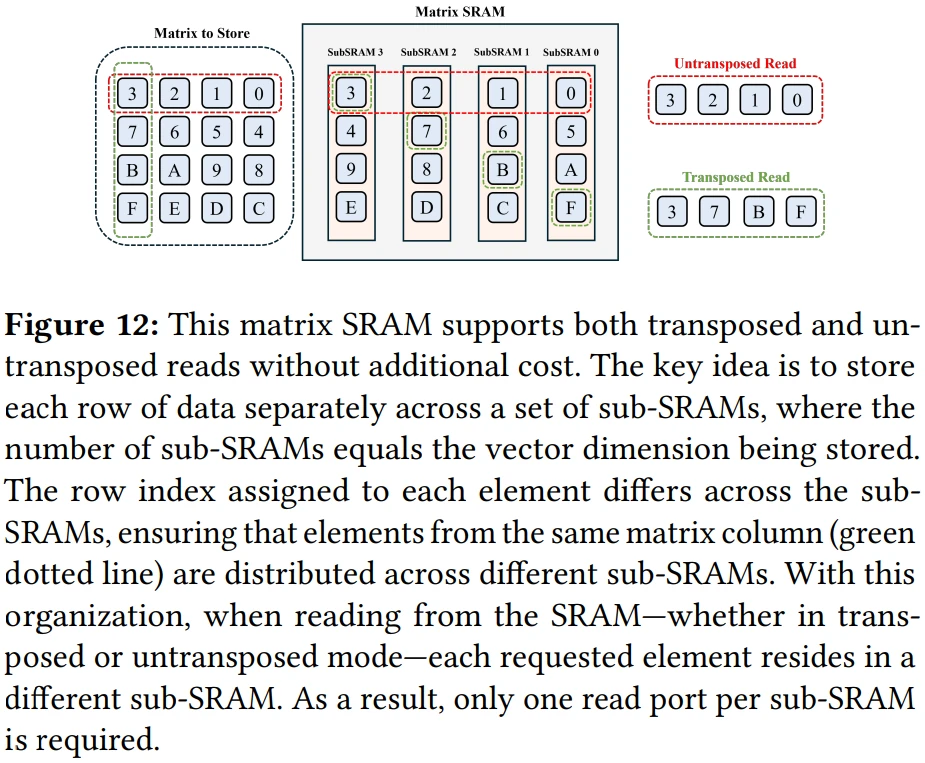 Matrix SRAM
Matrix to Store
SubSRAM 3 SubSRAM 2 SubSRAM 1 SubSRAM 0
3 2 1 0
7 6 5 4
B A 9 8
F E D C
3 2 1 0
4 7 6 5
9 8 B A
E D C F
Untransposed Read
3 2 1 0
Transposed Read
3 7 B F
Figure 12: This matrix SRAM supports both transposed and un-
transposed reads without additional cost. The key idea is to store
each row of data separately across a set of sub-SRAMs, where the
number of sub-SRAMs equals the vector dimension being stored.
The row index assigned to each element differs across the sub-
SRAMs, ensuring that elements from the same matrix column (green
dotted line) are distributed across different sub-SRAMs. With this
organization, when reading from the SRAM—whether in trans-
posed or untransposed mode—each requested element resides in a
different sub-SRAM. As a result, only one read port per sub-SRAM
is required.